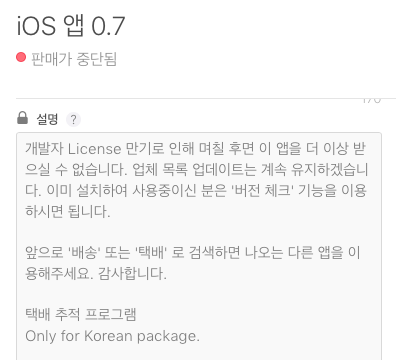 iOS 앱 0.7
판매가 중단됨
설명 ?
개발자 License 만기로 인해 며칠 후면 이 앱을 더 이상 받
으실 수 없습니다. 업체 목록 업데이트는 계속 유지하겠습니
다. 이미 설치하여 사용중이신 분은 '버전 체크' 기능을 이용
하시면 됩니다.
앞으로 '배송' 또는 '택배' 로 검색하면 나오는 다른 앱을 이
용해주세요. 감사합니다.
택배 추적 프로그램
Only for Korean package.